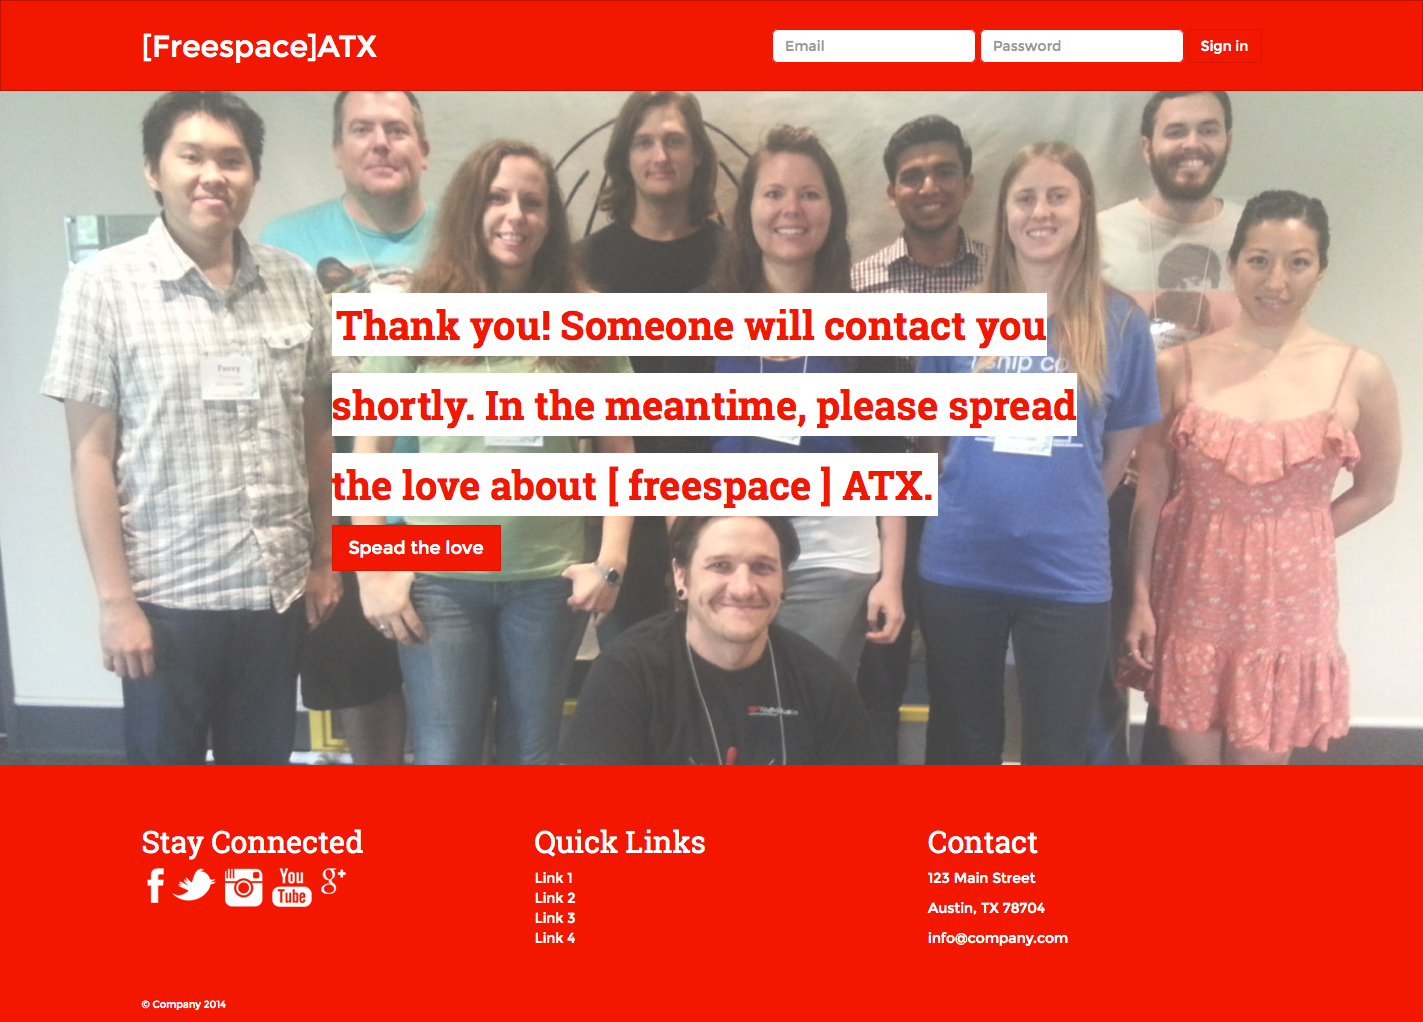 [Freespace]ATX
Email
Password
Sign in
Thank you! Someone will contact you
shortly. In the meantime, please spread
the love about [ freespace ] ATX.
Spead the love
ship co
Stay Connected
You
Tube
g+
Quick Links
Link 1
Link 2
Link 3
Link 4
Contact
123 Main Street
Austin, TX 78704
info@company.com
© Company 2014